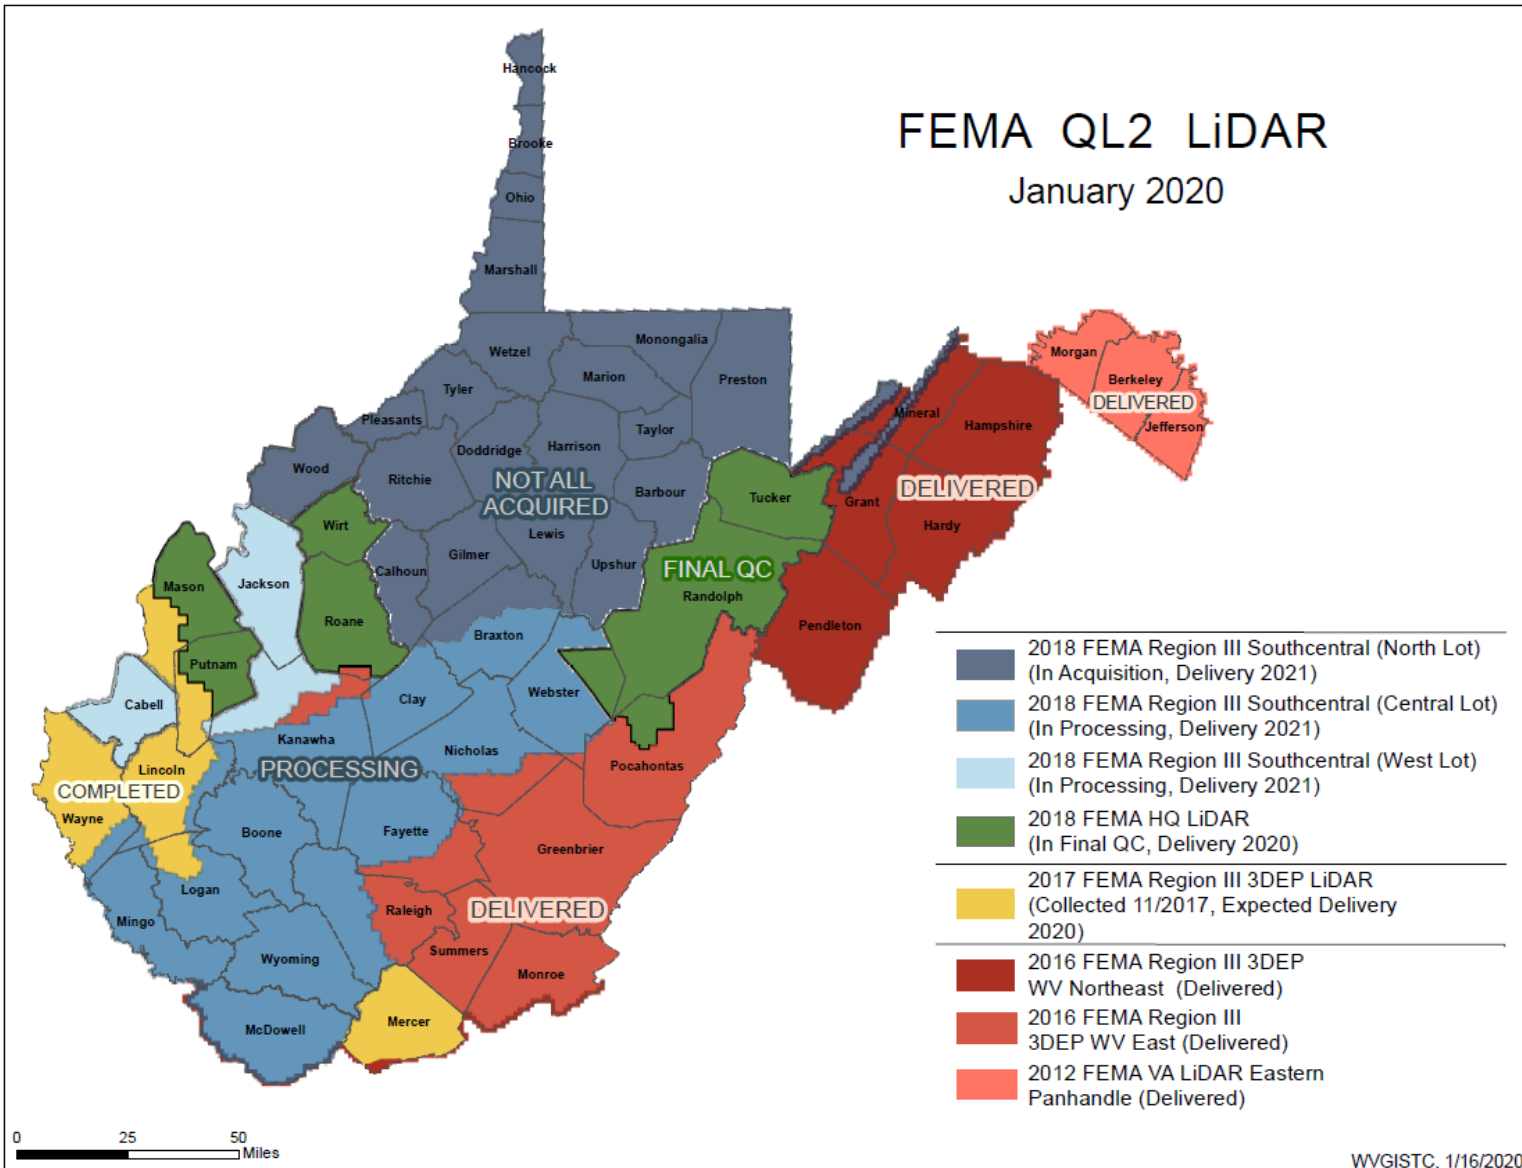 FEMA QL2 LiDAR
January 2020
Hancock
Brooke
Ohio
Marshall
Wetzel
Monongalia
Marion
Preston
Tyler
Pleasants
Taylor
Doddridge
Harrison
Wood
Ritchie
Barbour
NOT ALL
ACQUIRED
Wirt
Lewis
Gilmer
Upshur
Calhoun
Tucker
FINAL QC
Randolph
Mineral
Hampshire
Grant
DELIVERED
Hardy
Pendleton
Morgan
Berkeley
DELIVERED
Jefferson
Jackson
Mason
Roane
Putnam
Cabell
Braxton
Webster
Clay
Kanawha
Nicholas
PROCESSING
Pocahontas
Lincoln
COMPLETED
Wayne
Boone
Fayette
Greenbrier
Logan
Raleigh
DELIVERED
Mingo
Summers
Wyoming
Monroe
Mercer
McDowell
2018 FEMA Region III Southcentral (North Lot)
(In Acquisition, Delivery 2021)
2018 FEMA Region III Southcentral (Central Lot)
(In Processing, Delivery 2021)
2018 FEMA Region III Southcentral (West Lot)
(In Processing, Delivery 2021)
2018 FEMA HQ LiDAR
(In Final QC, Delivery 2020)
2017 FEMA Region III 3DEP LiDAR
(Collected 11/2017, Expected Delivery
2020)
2016 FEMA Region III 3DEP
WV Northeast (Delivered)
2016 FEMA Region III
3DEP WV East (Delivered)
2012 FEMA VA LiDAR Eastern
Panhandle (Delivered)
0 25 50
Miles
WVGISTC, 1/16/2020